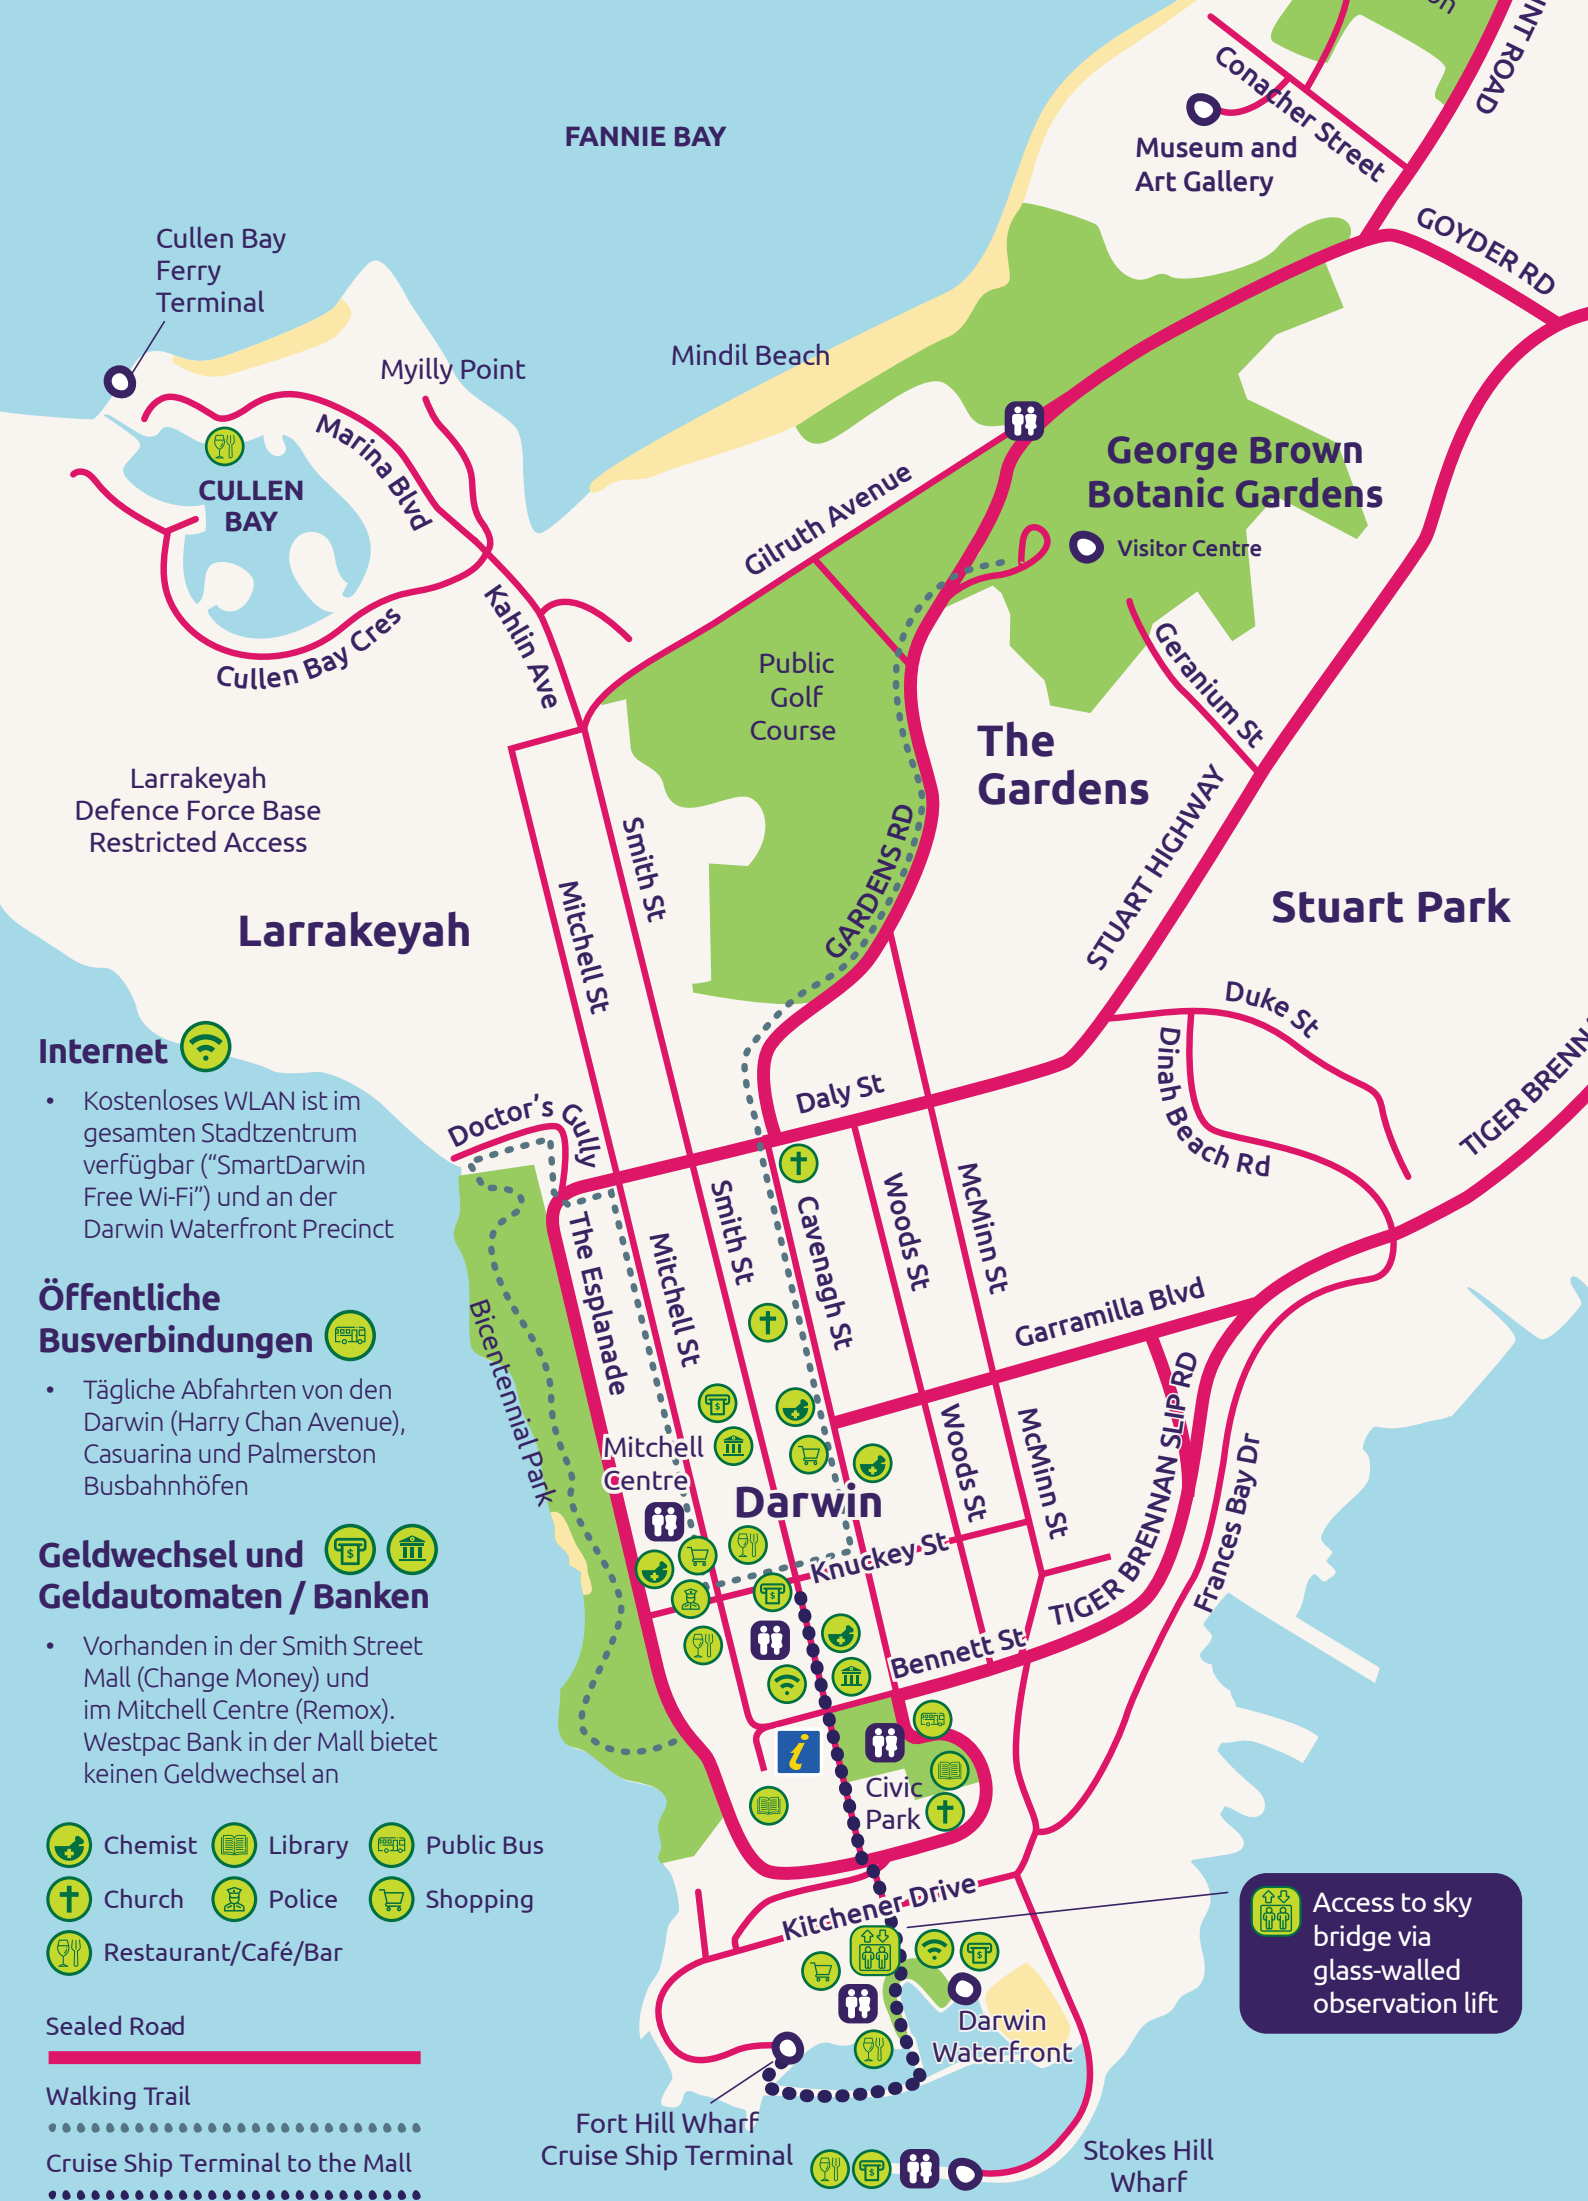 FANNIE BAY
Conacher Street
INT ROAD
Museum and
Art Gallery
GOYDER RD
Cullen Bay
Ferry
Terminal
Myilly Point
Mindil Beach
Marina Blvd
CULLEN
BAY
Cullen Bay Cres
Kahlin Ave
Gilruth Avenue
George Brown
Botanic Gardens
Visitor Centre
Geranium St
Public
Golf
Course
The
Gardens
Larrakeyah
Defence Force Base
Restricted Access
Larrakeyah
Smith St
Mitchell St
GARDENS RD
STUART HIGHWAY
Stuart Park
Duke St
Dinah Beach Rd
TIGER BRENN
Daly St
Doctor's Gully
The Esplanade
Mitchell St
Smith St
Cavenagh St
Woods St
McMinn St
Garramilla Blvd
Bicentennial Park
Mitchell
Centre
Darwin
Woods St
McMinn St
TIGER BRENNAN SLIP RD
Frances Bay Dr
Knuckey St
Bennett St
i
Civic
Park
Kitchener Drive
Darwin
Waterfront
Fort Hill Wharf
Cruise Ship Terminal
Stokes Hill
Wharf
Access to sky
bridge via
glass-walled
observation lift
Internet
• Kostenloses WLAN ist im
gesamten Stadtzentrum
verfügbar (“SmartDarwin
Free Wi-Fi”) und an der
Darwin Waterfront Precinct
Öffentliche
Busverbindungen
• Tägliche Abfahrten von den
Darwin (Harry Chan Avenue),
Casuarina und Palmerston
Busbahnhöfen
Geldwechsel und
Geldautomaten / Banken
• Vorhanden in der Smith Street
Mall (Change Money) und
im Mitchell Centre (Remox).
Westpac Bank in der Mall bietet
keinen Geldwechsel an
Chemist
Library
Public Bus
Church
Police
Shopping
Restaurant/Café/Bar
Sealed Road
Walking Trail
Cruise Ship Terminal to the Mall